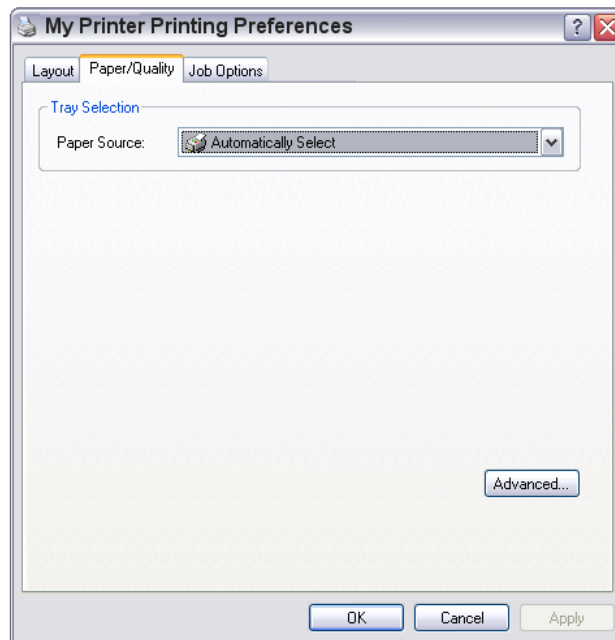 My Printer Printing Preferences
?
Layout Paper/Quality Job Options
Tray Selection
Paper Source: Automatically Select
Advanced...
OK Cancel Apply